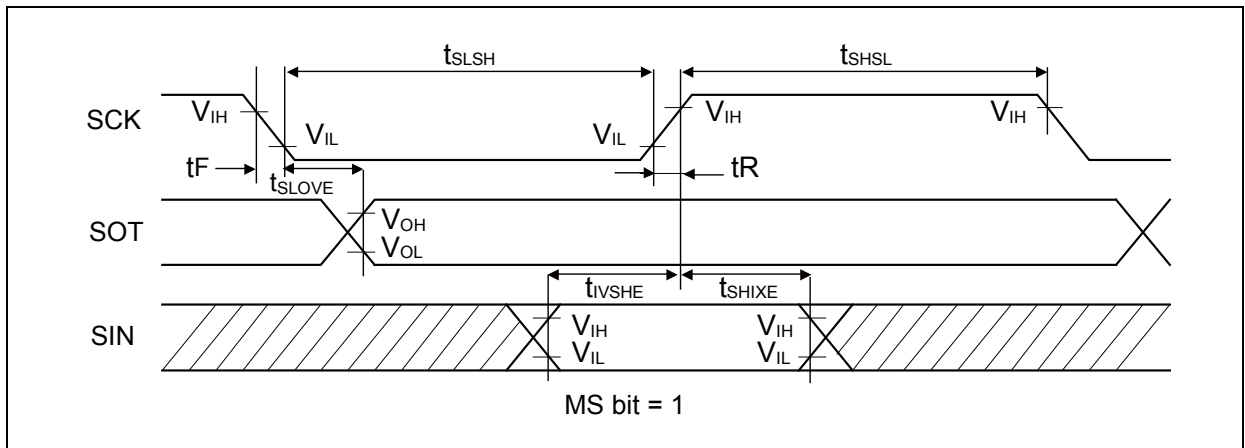 tSLSH tSHSL
SCK VIH VIL VIL VIH VIH
tF tSLOVE tR
SOT VOH
VOL
tIVSHE tSHIXE
SIN VIH VIH
VIL VIL
MS bit = 1